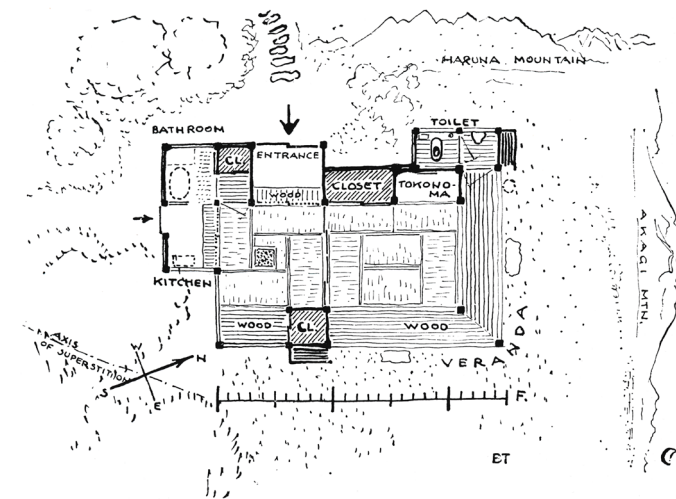 HARUNA MOUNTAIN
TOILET
BATHROOM
CL
ENTRANCE
WOOD
CLOSET
TOKONO-
MA
AKAGI MTN.
KITCHEN
WOOD
CL
WOOD
VERANDA
AXIS
OF SUPERSTITION
W
N
S
E
F.
BT